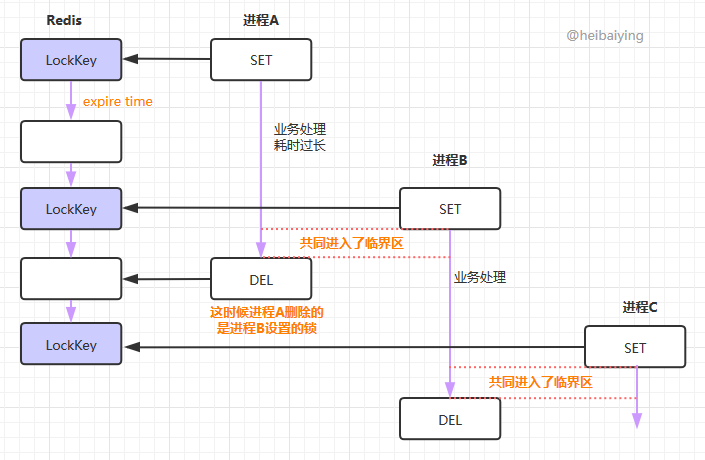 Redis
进程A
@heibaiying
LockKey
SET
expire time
业务处理
耗时过长
进程B
LockKey
SET
共同进入了临界区
DEL
业务处理
这时候进程A删除的
是进程B设置的锁
进程C
LockKey
SET
共同进入了临界区
DEL